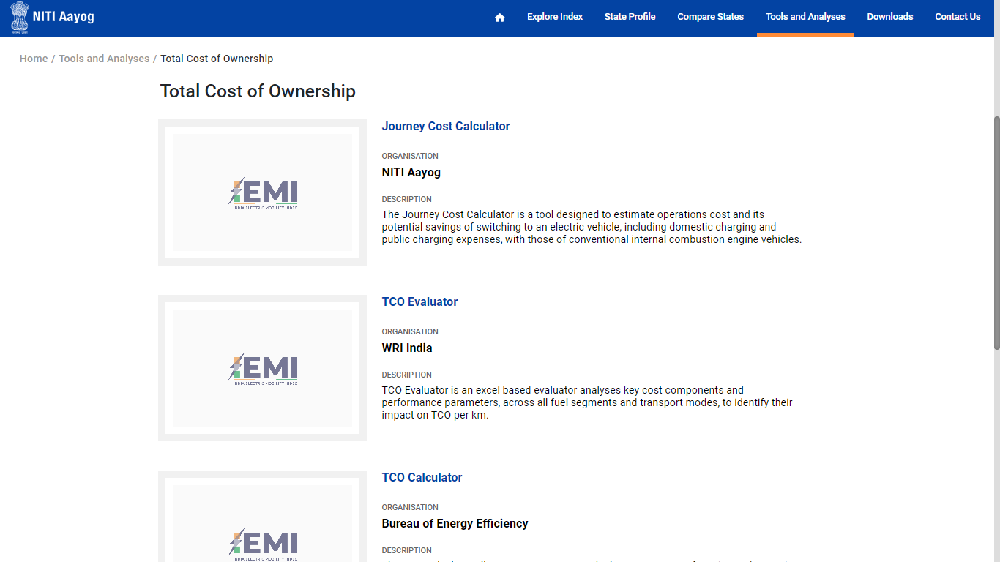 NITI Aayog
Explore Index
State Profile
Compare States
Tools and Analyses
Downloads
Contact Us
Home / Tools and Analyses / Total Cost of Ownership
Total Cost of Ownership
EMI
INDIA ELECTRIC MOBILITY INDEX
Journey Cost Calculator
ORGANISATION
NITI Aayog
DESCRIPTION
The Journey Cost Calculator is a tool designed to estimate operations cost and its
potential savings of switching to an electric vehicle, including domestic charging and
public charging expenses, with those of conventional internal combustion engine vehicles.
EMI
INDIA ELECTRIC MOBILITY INDEX
TCO Evaluator
ORGANISATION
WRI India
DESCRIPTION
TCO Evaluator is an excel based evaluator analyses key cost components and
performance parameters, across all fuel segments and transport modes, to identify their
impact on TCO per km.
EMI
INDIA ELECTRIC MOBILITY INDEX
TCO Calculator
ORGANISATION
Bureau of Energy Efficiency
DESCRIPTION